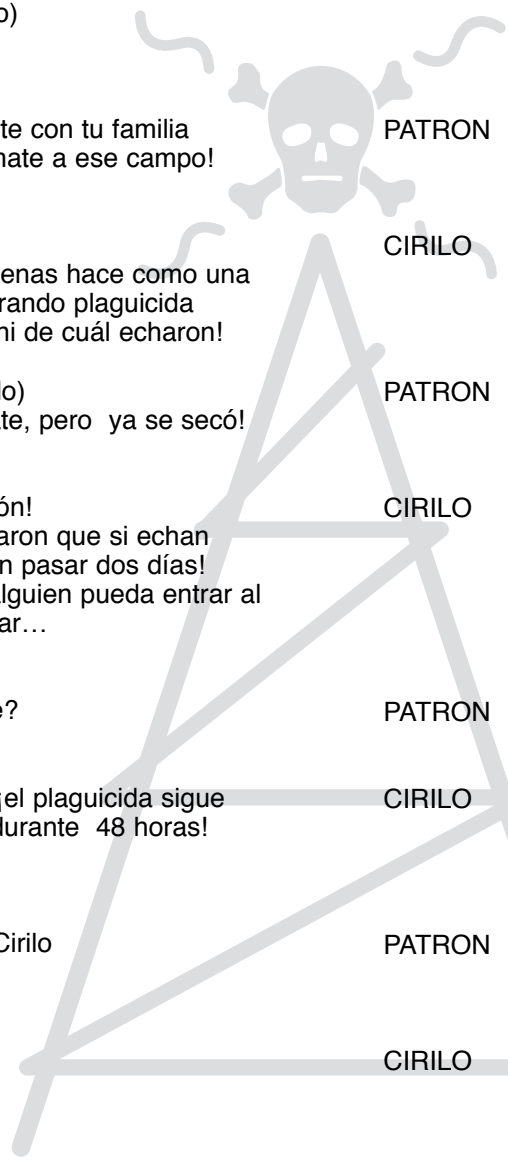 o)
te con tu familia
nate a ese campo!
enas hace como una
rando plaguicida
ni de cuál echaron!
lo)
te, pero ya se secó!
ón!
aron que si echan
n pasar dos días!
lguien pueda entrar al
ar…
e?
¡el plaguicida sigue
durante 48 horas!
Cirilo
PATRON
CIRILO
PATRON
CIRILO
PATRON
CIRILO
PATRON
CIRILO